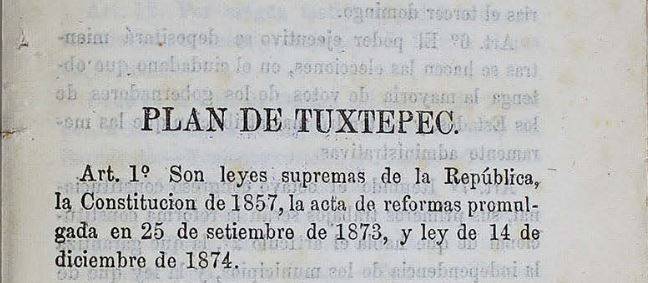 PLAN DE TUXTEPEC.
Art. 1º Son leyes supremas de la República,
la Constitucion de 1857, la acta de reformas promul-
gada en 25 de setiembre de 1873, y ley de 14 de
diciembre de 1874.